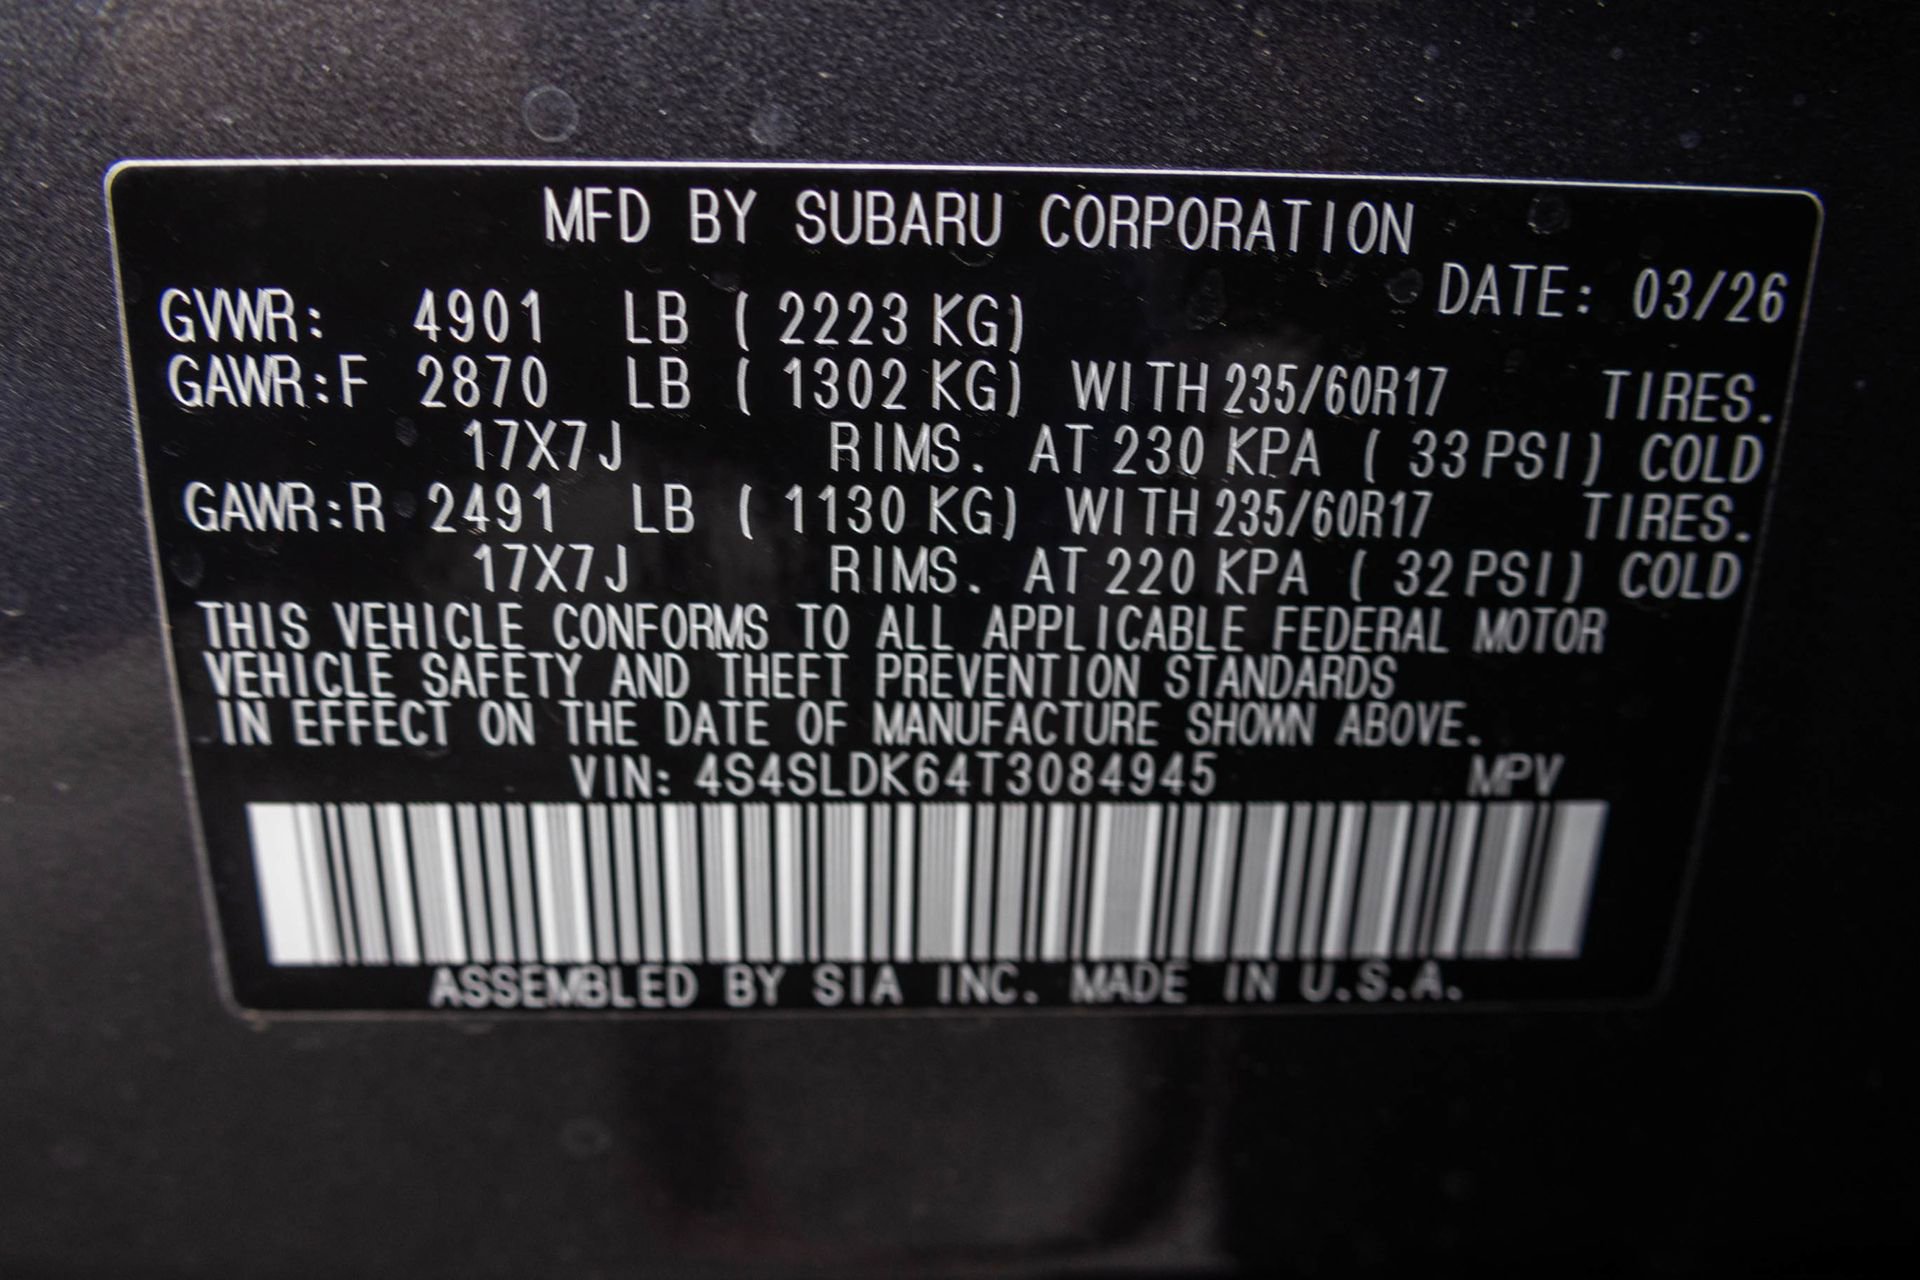 MFD BY SUBARU CORPORATION
DATE: 03/26
GVWR: 4901 LB ( 2223 KG)
GAWR:F 2870 LB ( 1302 KG) WITH 235/60R17 TIRES.
17X7J RIMS. AT 230 KPA ( 33 PSI) COLD
GAWR:R 2491 LB ( 1130 KG) WITH 235/60R17 TIRES.
17X7J RIMS. AT 220 KPA ( 32 PSI) COLD
THIS VEHICLE CONFORMS TO ALL APPLICABLE FEDERAL MOTOR
VEHICLE SAFETY AND THEFT PREVENTION STANDARDS
IN EFFECT ON THE DATE OF MANUFACTURE SHOWN ABOVE.
VIN: 4S4SLDK64T3084945 MPV
ASSEMBLED BY SIA INC. MADE IN U.S.A.